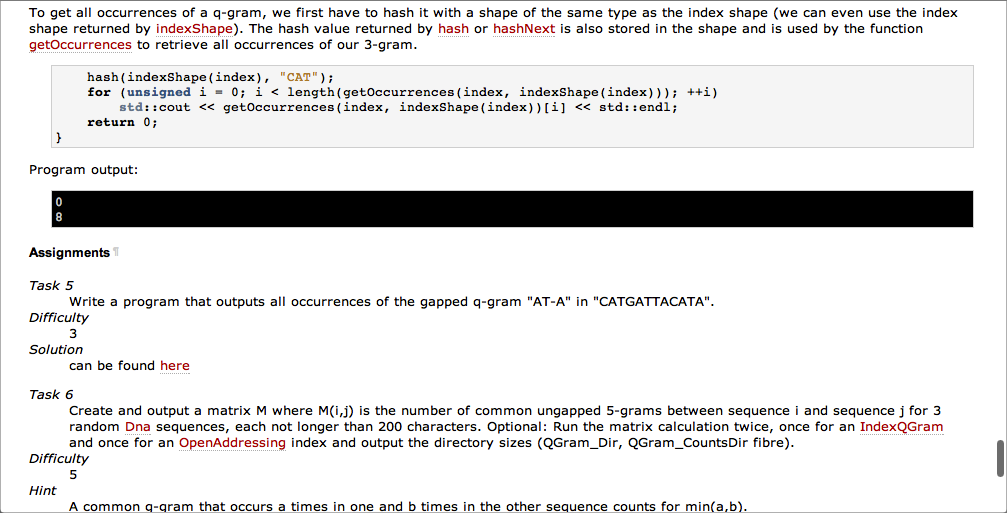 To get all occurrences of a q-gram, we first have to hash it with a shape of the same type as the index shape (we can even use the index
shape returned by indexShape). The hash value returned by hash or hashNext is also stored in the shape and is used by the function
getOccurrences to retrieve all occurrences of our 3-gram.
hash(indexShape(index), "CAT");
for (unsigned i = 0; i < length(getOccurrences(index, indexShape(index))); ++i)
std::cout << getOccurrences(index, indexShape(index))[i] << std::endl;
return 0;
}
Program output:
0
8
Assignments ¶
Task 5
Write a program that outputs all occurrences of the gapped q-gram "AT-A" in "CATGATTACATA".
Difficulty
3
Solution
can be found here
Task 6
Create and output a matrix M where M(i,j) is the number of common ungapped 5-grams between sequence i and sequence j for 3
random Dna sequences, each not longer than 200 characters. Optional: Run the matrix calculation twice, once for an IndexQGram
and once for an OpenAddressing index and output the directory sizes (QGram_Dir, QGram_CountsDir fibre).
Difficulty
5
Hint
A common q-gram that occurs a times in one and b times in the other sequence counts for min(a,b).